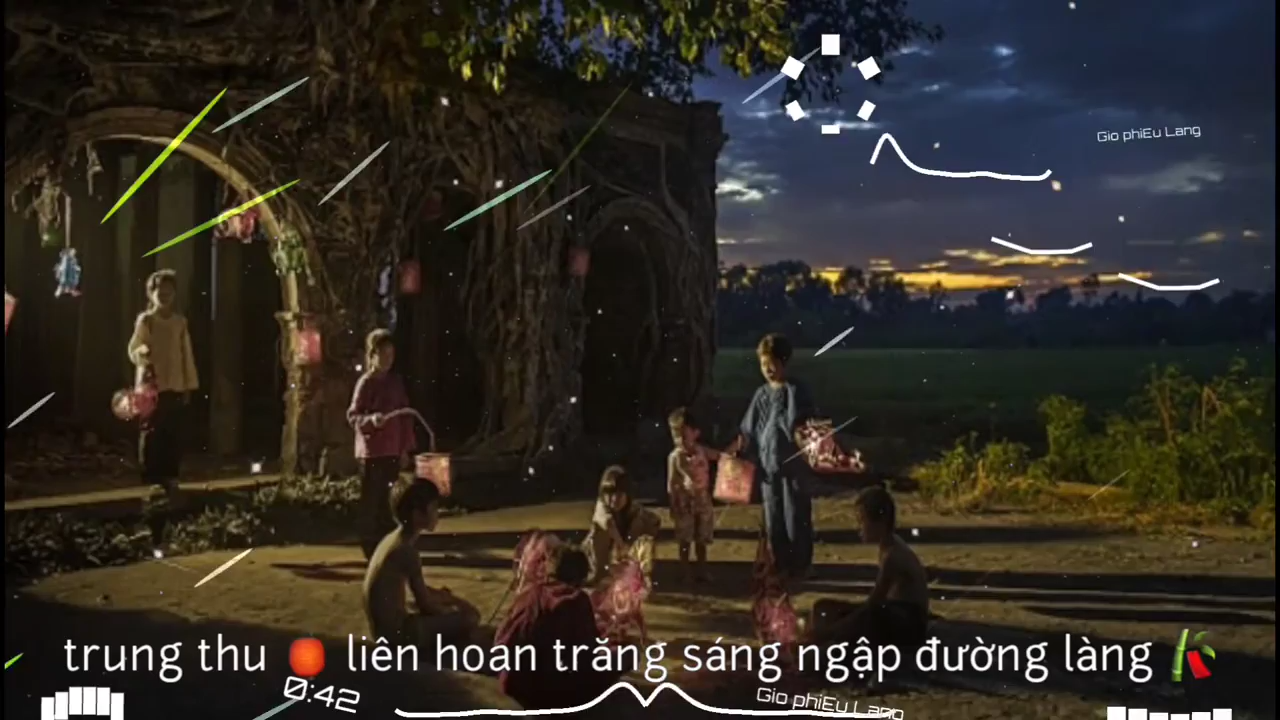 Gio phiEu Lang
trung thu 🏮 liên hoan trăng sáng ngập đường làng 🎋
0:42
Gio phiEu Lang